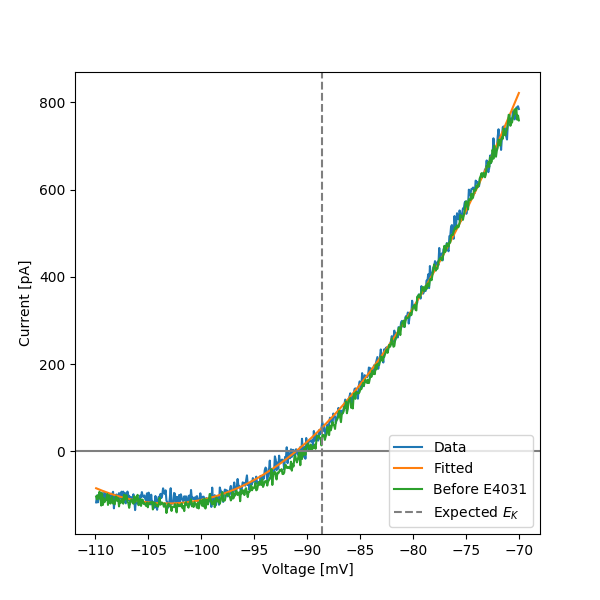 800
600
400
200
0
Current [pA]
Data
Fitted
Before E4031
Expected $E_K$
−110 −105 −100 −95 −90 −85 −80 −75 −70
Voltage [mV]